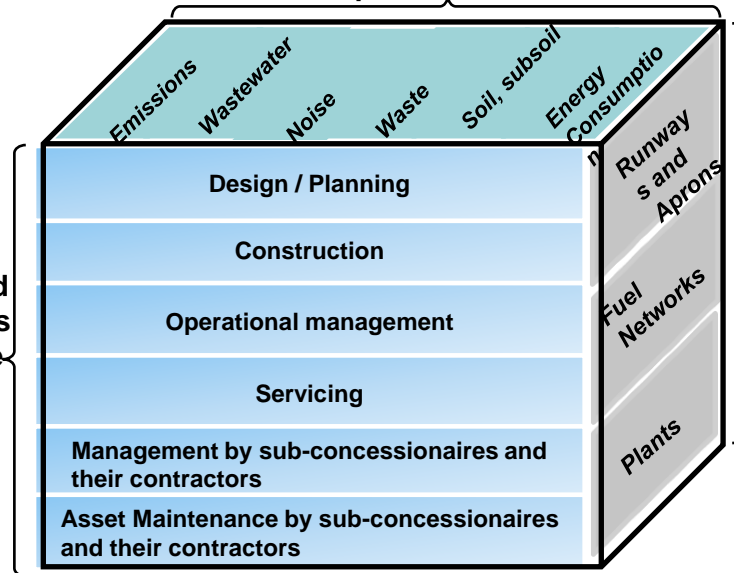 Emissions
Wastewater
Noise
Waste
Soil, subsoil
Energy
Consumptio
n
Runway
s and
Aprons
Fuel
Networks
Plants
Design / Planning
Construction
Operational management
Servicing
Management by sub-concessionaires and
their contractors
Asset Maintenance by sub-concessionaires
and their contractors